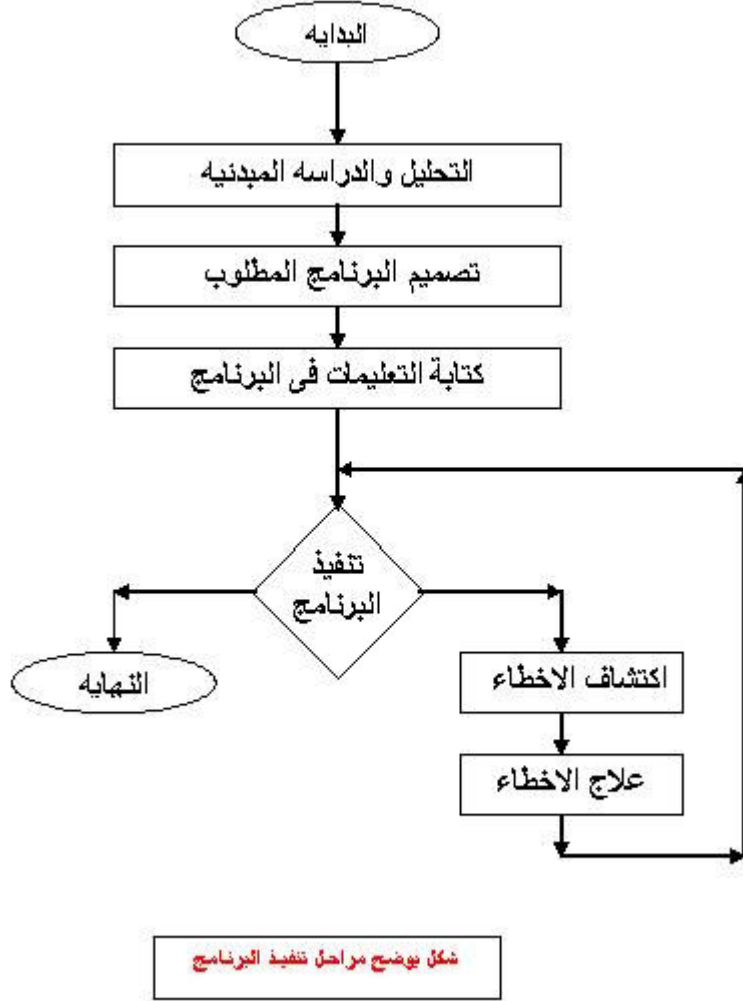 البدايه
التحليل والدراسه المبدئيه
تصميم البرنامج المطلوب
كتابة التعليمات فى البرنامج
تنفيذ
البرنامج
النهايه
اكتشاف الاخطاء
علاج الاخطاء
شكل يوضح مراحل تنفيذ البرنامج